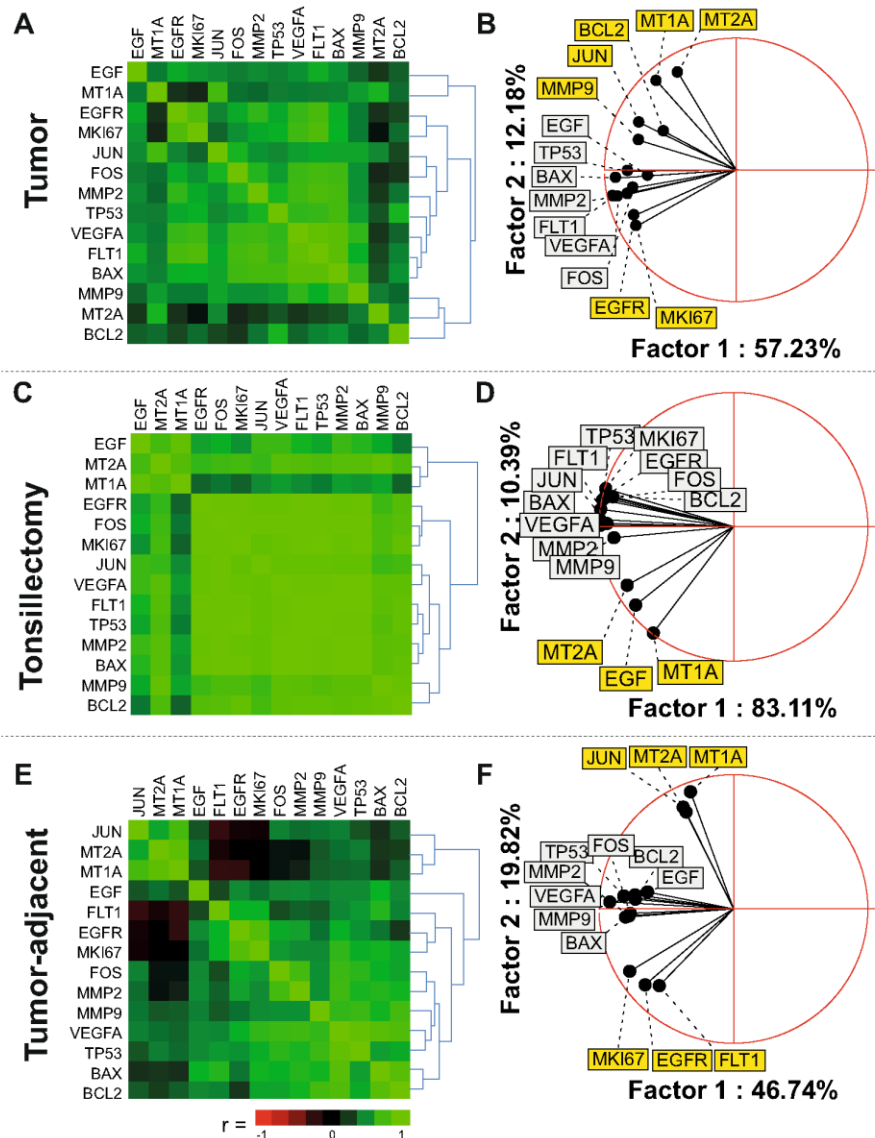 A
EGF
MT1A
EGFR
MKI67
JUN
FOS
MMP2
TP53
VEGFA
FLT1
BAX
MMP9
MT2A
BCL2
Tumor
EGF
MT1A
EGFR
MKI67
JUN
FOS
MMP2
TP53
VEGFA
FLT1
BAX
MMP9
MT2A
BCL2
B
MT1A
MT2A
BCL2
JUN
MMP9
EGF
TP53
BAX
MMP2
FLT1
VEGFA
FOS
EGFR
MKI67
Factor 2 : 12.18%
Factor 1 : 57.23%
C
EGF
MT2A
MT1A
EGFR
FOS
MKI67
JUN
VEGFA
FLT1
TP53
MMP2
BAX
MMP9
BCL2
Tonsillectomy
EGF
MT2A
MT1A
EGFR
FOS
MKI67
JUN
VEGFA
FLT1
TP53
MMP2
BAX
MMP9
BCL2
D
TP53
MKI67
FLT1
EGFR
JUN
FOS
BAX
BCL2
VEGFA
MMP2
MMP9
MT2A
EGF
MT1A
Factor 2 : 10.39%
Factor 1 : 83.11%
E
JUN
MT2A
MT1A
EGF
FLT1
EGFR
MKI67
FOS
MMP2
MMP9
VEGFA
TP53
BAX
BCL2
Tumor-adjacent
JUN
MT2A
MT1A
EGF
FLT1
EGFR
MKI67
FOS
MMP2
MMP9
VEGFA
TP53
BAX
BCL2
r =
-1
0
1
F
JUN
MT2A
MT1A
FOS
TP53
BCL2
MMP2
EGF
VEGFA
MMP9
BAX
MKI67
EGFR
FLT1
Factor 2 : 19.82%
Factor 1 : 46.74%